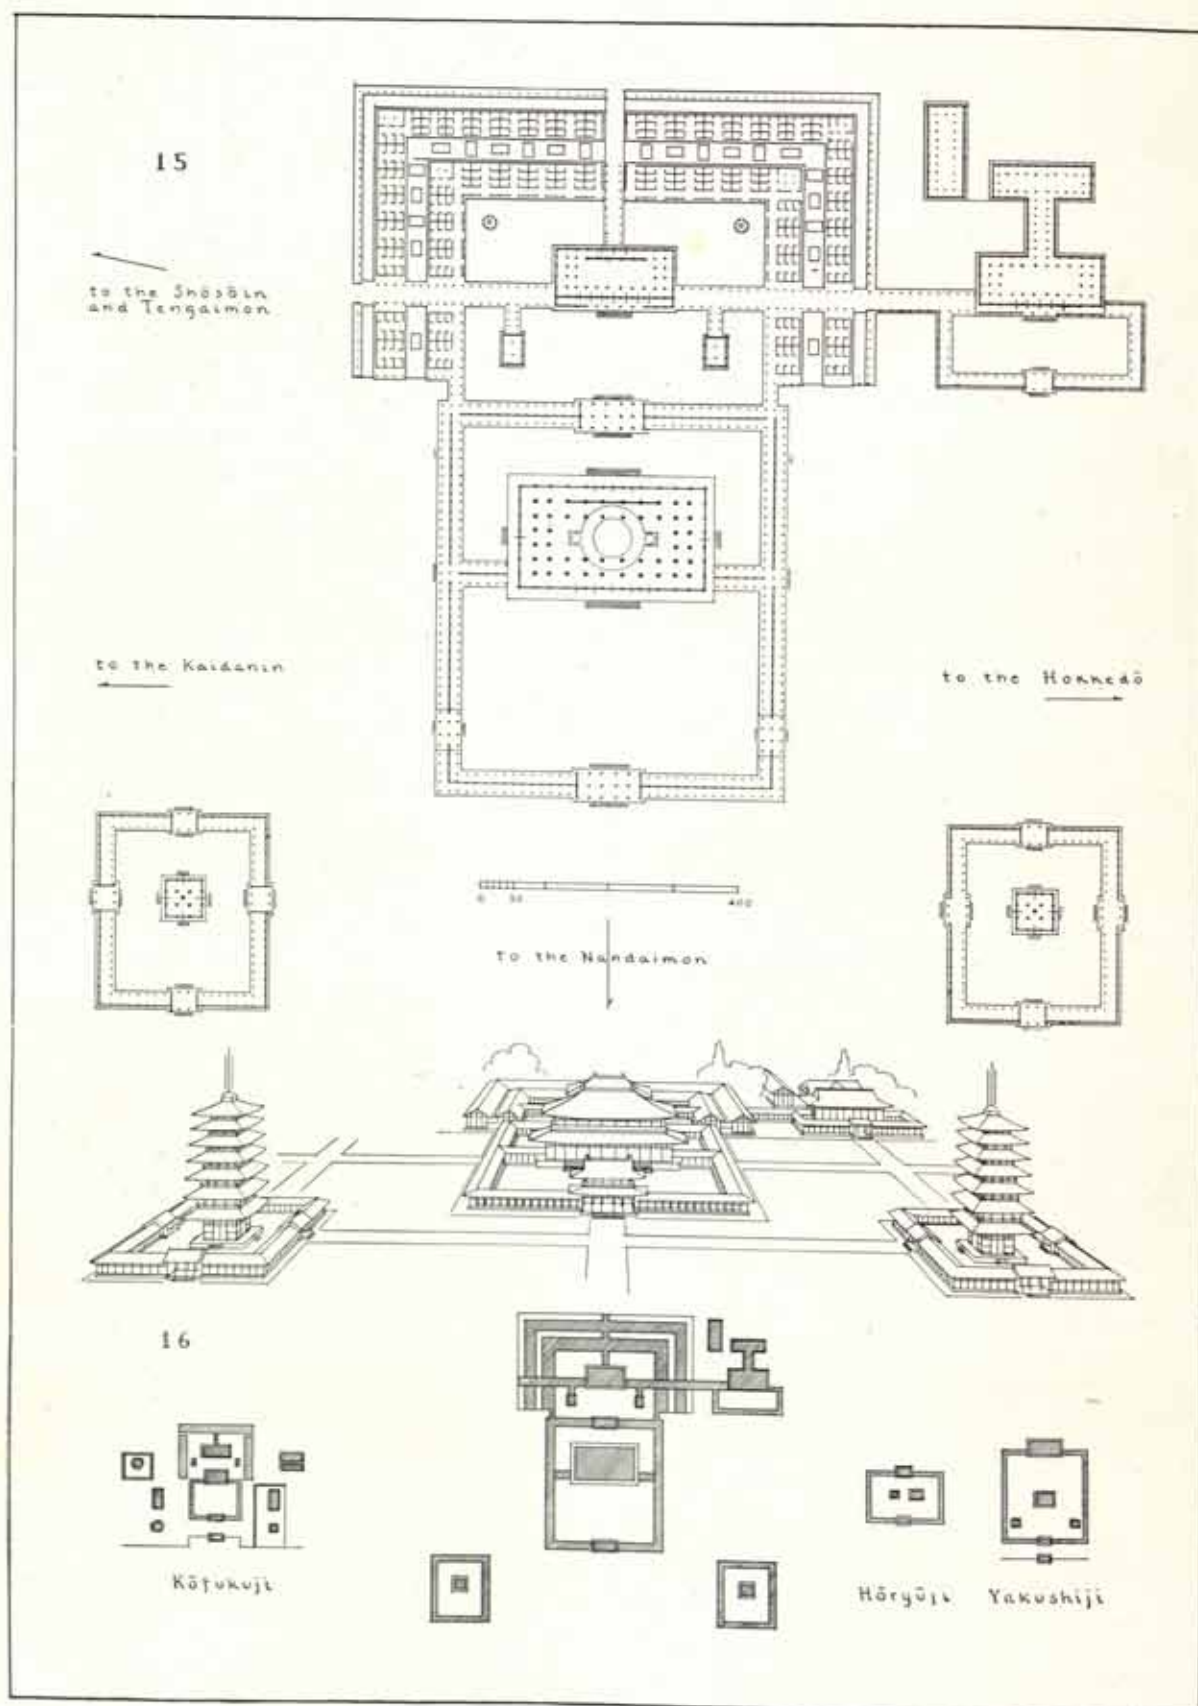 15
to the Shōsōin
and Tengaimon
to the Kaidanin
to the Hokkedō
0 50 400
to the Nandaimon
16
Kōfukuji
Hōryūji
Yakushiji